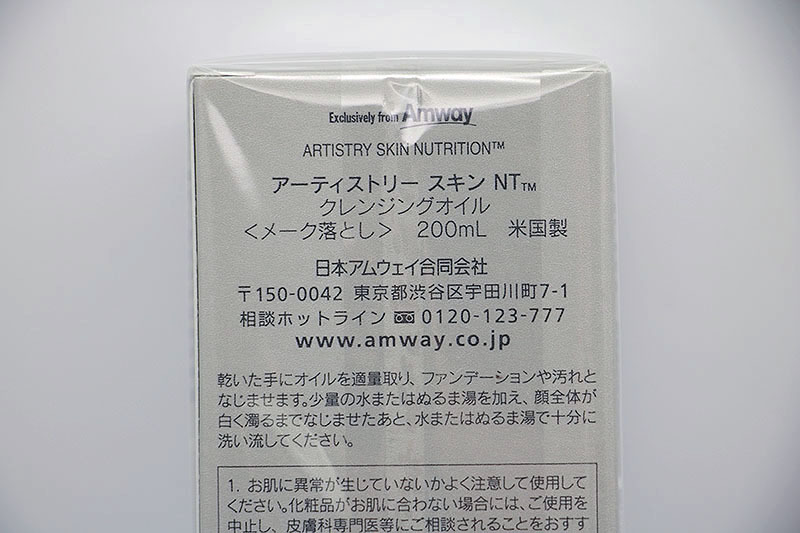 Exclusively from Amway
ARTISTRY SKIN NUTRITION™
アーティストリー スキン NT™
クレンジングオイル
＜メーク落とし＞ 200mL 米国製
日本アムウェイ合同会社
〒150-0042 東京都渋谷区宇田川町7-1
相談ホットライン 0120-123-777
www.amway.co.jp
乾いた手にオイルを適量取り、ファンデーションや汚れと
なじませます。少量の水またはぬるま湯を加え、顔全体が
白く濁るまでなじませたあと、水またはぬるま湯で十分に
洗い流してください。
1. お肌に異常が生じていないかよく注意して使用して
ください。化粧品がお肌に合わない場合には、ご使用を
中止し、皮膚科専門医等にご相談されることをおすす